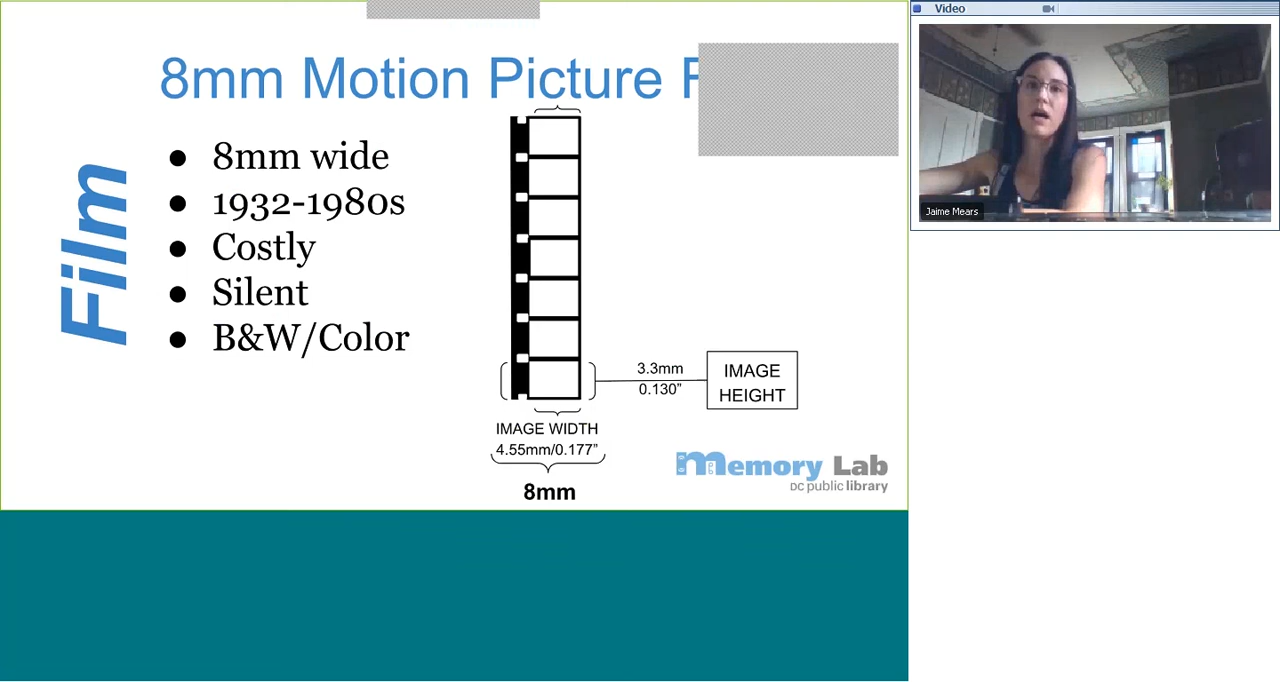 8mm Motion Picture
Film
● 8mm wide
● 1932-1980s
● Costly
● Silent
● B&W/Color
3.3mm
0.130”
IMAGE
HEIGHT
IMAGE WIDTH
4.55mm/0.177”
8mm
memory Lab
DC public library
Video
Jaime Mears